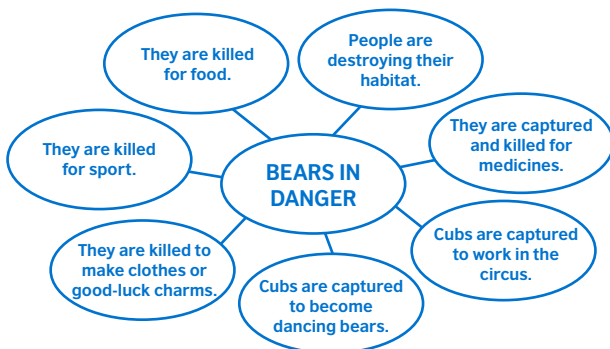 They are killed
for food.
People are
destroying their
habitat.
They are killed
for sport.
BEARS IN
DANGER
They are captured
and killed for
medicines.
They are killed to
make clothes or
good-luck charms.
Cubs are captured
to become
dancing bears.
Cubs are captured
to work in the
circus.